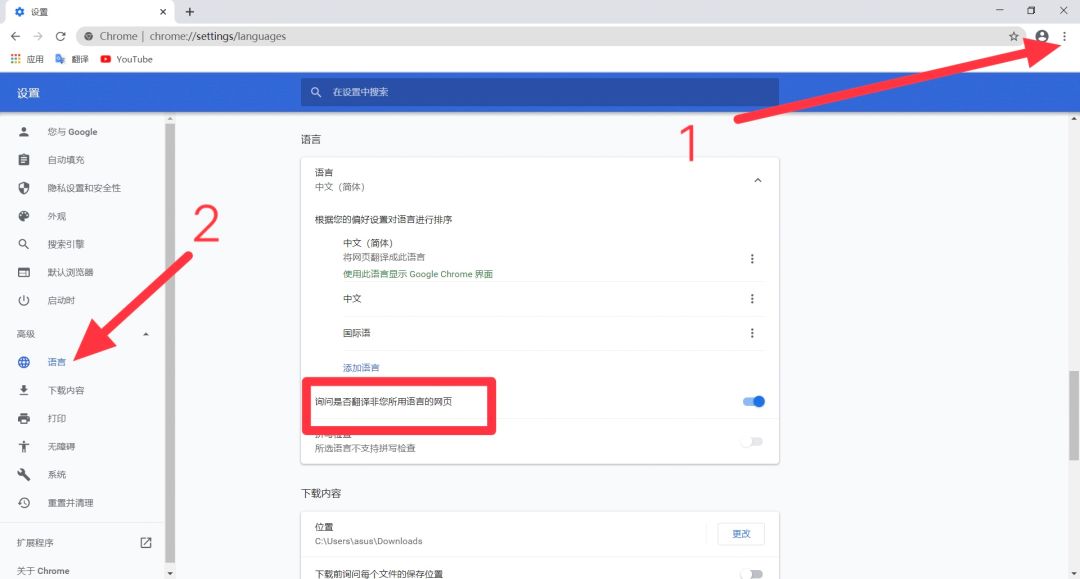 设置
Chrome | chrome://settings/languages
应用 翻译 YouTube
设置
在设置中搜索
您与 Google
自动填充
隐私设置和安全性
外观
搜索引擎
默认浏览器
启动时
高级
语言
下载内容
打印
无障碍
系统
重置并清理
扩展程序
关于 Chrome
1
2
语言
语言
中文（简体）
根据您的偏好设置对语言进行排序
中文（简体）
将网页翻译成此语言
使用此语言显示 Google Chrome 界面
中文
国际语
添加语言
询问是否翻译非您所用语言的网页
拼写检查
所选语言不支持拼写检查
下载内容
位置
C:\Users\asus\Downloads
更改
下载前询问每个文件的保存位置